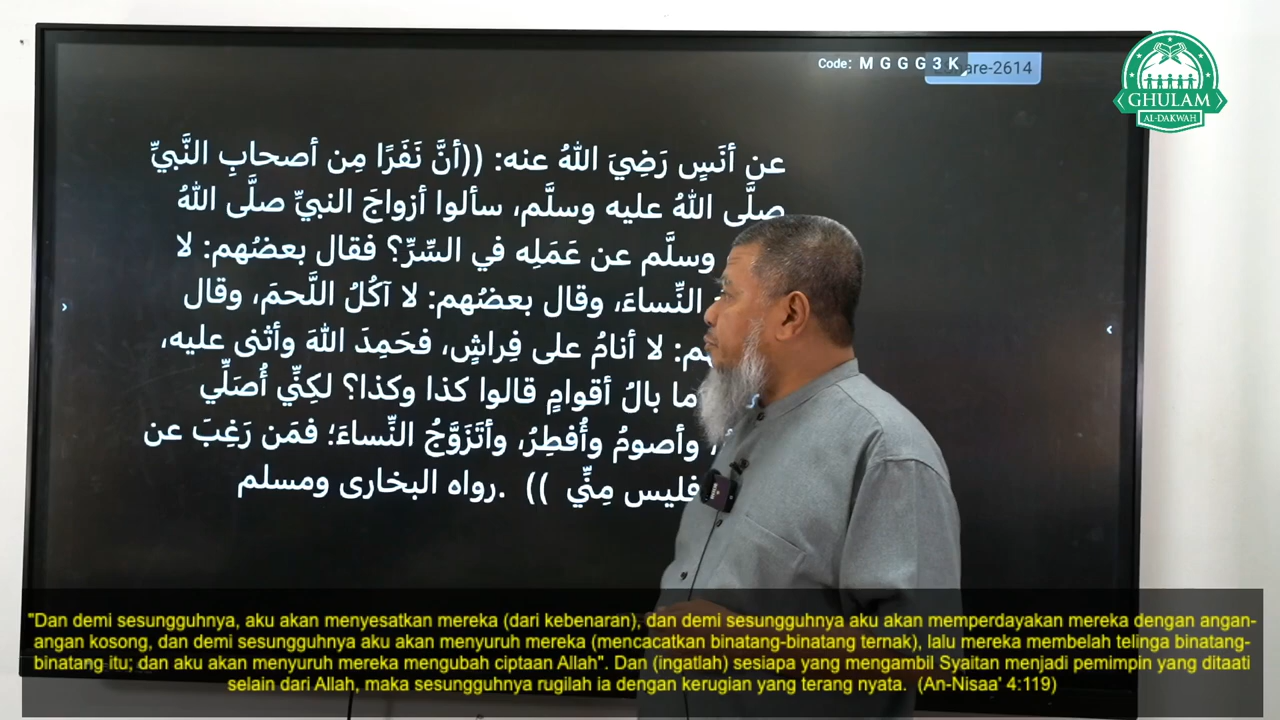 Code: M G G G 3 K
are-2614
GHULAM
AL-DAKWAH
عن أنَسٍ رَضِيَ اللهُ عنه: ((أنَّ نَفَرًا مِن أصحابِ النَّبيِّ
صلَّى اللهُ عليه وسلَّم، سألوا أزواجَ النبيِّ صلَّى اللهُ
وسلَّم عن عَمَلِه في السِّرِّ؟ فقال بعضُهم: لا
النِّساءَ، وقال بعضُهم: لا آكُلُ اللَّحمَ، وقال
لا أنامُ على فِراشٍ، فحَمِدَ اللهَ وأثنى عليه،
ما بالُ أقوامٍ قالوا كذا وكذا؟ لكِنِّي أُصَلِّي
وأصومُ وأُفطِرُ، وأتَزَوَّجُ النِّساءَ؛ فمَن رَغِبَ عن
فليس مِنِّي )) .رواه البخارى ومسلم
"Dan demi sesungguhnya, aku akan menyesatkan mereka (dari kebenaran), dan demi sesungguhnya aku akan memperdayakan mereka dengan angan-
angan kosong, dan demi sesungguhnya aku akan menyuruh mereka (mencacatkan binatang-binatang ternak), lalu mereka membelah telinga binatang-
binatang itu; dan aku akan menyuruh mereka mengubah ciptaan Allah". Dan (ingatlah) sesiapa yang mengambil Syaitan menjadi pemimpin yang ditaati
selain dari Allah, maka sesungguhnya rugilah ia dengan kerugian yang terang nyata. (An-Nisaa' 4:119)